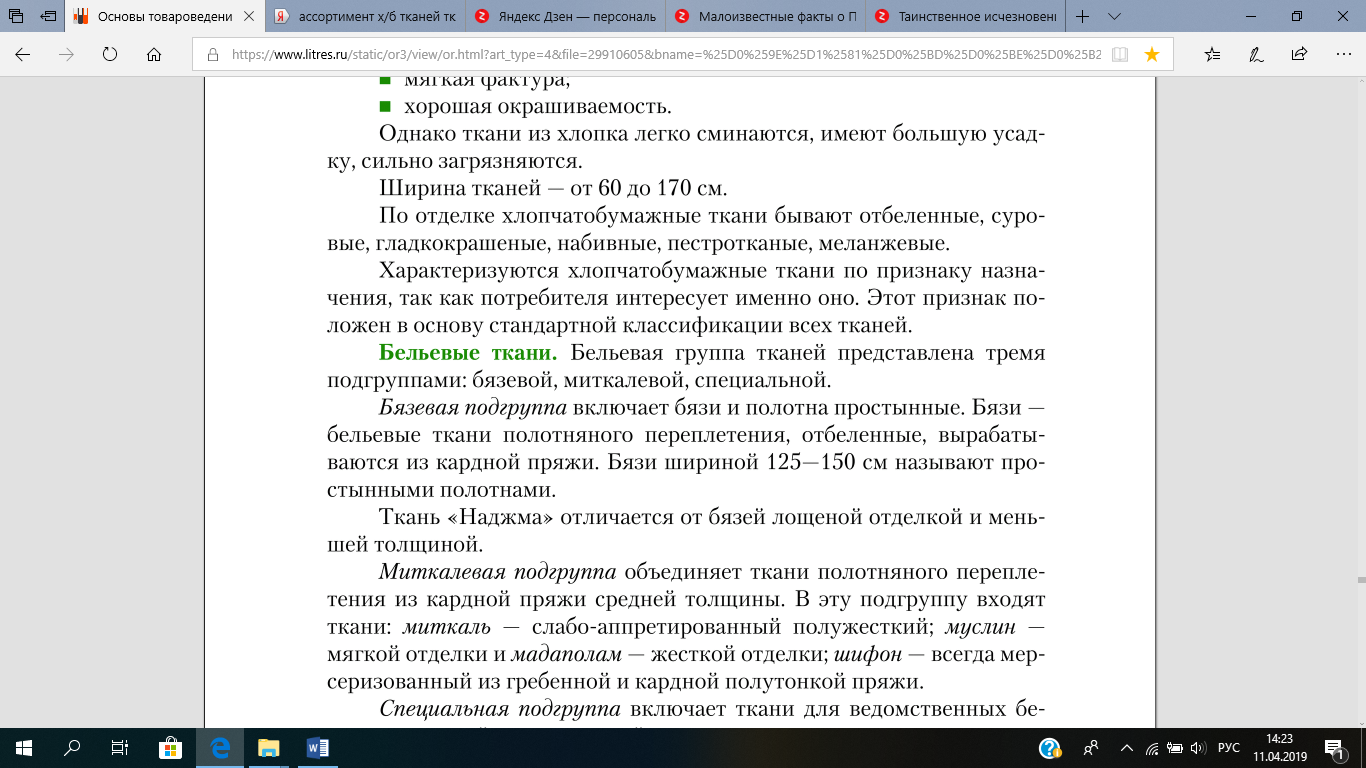 Основы товароведени
ассортимент х/б тканей тк
Яндекс Дзен — персональ
Малоизвестные факты о П
Таинственное исчезновен
https://www.litres.ru/static/or3/view/or.html?art_type=4&file=29910605&bname=%25D0%259E%25D1%2581%25D0%25BD%25D0%25BE%25D0%25B2
мягкая фактура;
хорошая окрашиваемость.
Однако ткани из хлопка легко сминаются, имеют большую усад-
ку, сильно загрязняются.
Ширина тканей — от 60 до 170 см.
По отделке хлопчатобумажные ткани бывают отбеленные, суро-
вые, гладкокрашеные, набивные, пестротканые, меланжевые.
Характеризуются хлопчатобумажные ткани по признаку назна-
чения, так как потребителя интересует именно оно. Этот признак по-
ложен в основу стандартной классификации всех тканей.
Бельевые ткани. Бельевая группа тканей представлена тремя
подгруппами: бязевой, миткалевой, специальной.
Бязевая подгруппа включает бязи и полотна простынные. Бязи —
бельевые ткани полотняного переплетения, отбеленные, вырабаты-
ваются из кардной пряжи. Бязи шириной 125—150 см называют про-
стынными полотнами.
Ткань «Наджма» отличается от бязей лощеной отделкой и мень-
шей толщиной.
Миткалевая подгруппа объединяет ткани полотняного перепле-
тения из кардной пряжи средней толщины. В эту подгруппу входят
ткани: миткаль — слабо-аппретированный полужесткий; муслин —
мягкой отделки и мадаполам — жесткой отделки; шифон — всегда мер-
серизованный из гребенной и кардной полутонкой пряжи.
Специальная подгруппа включает ткани для ведомственных бе-
РУС
14:23
11.04.2019